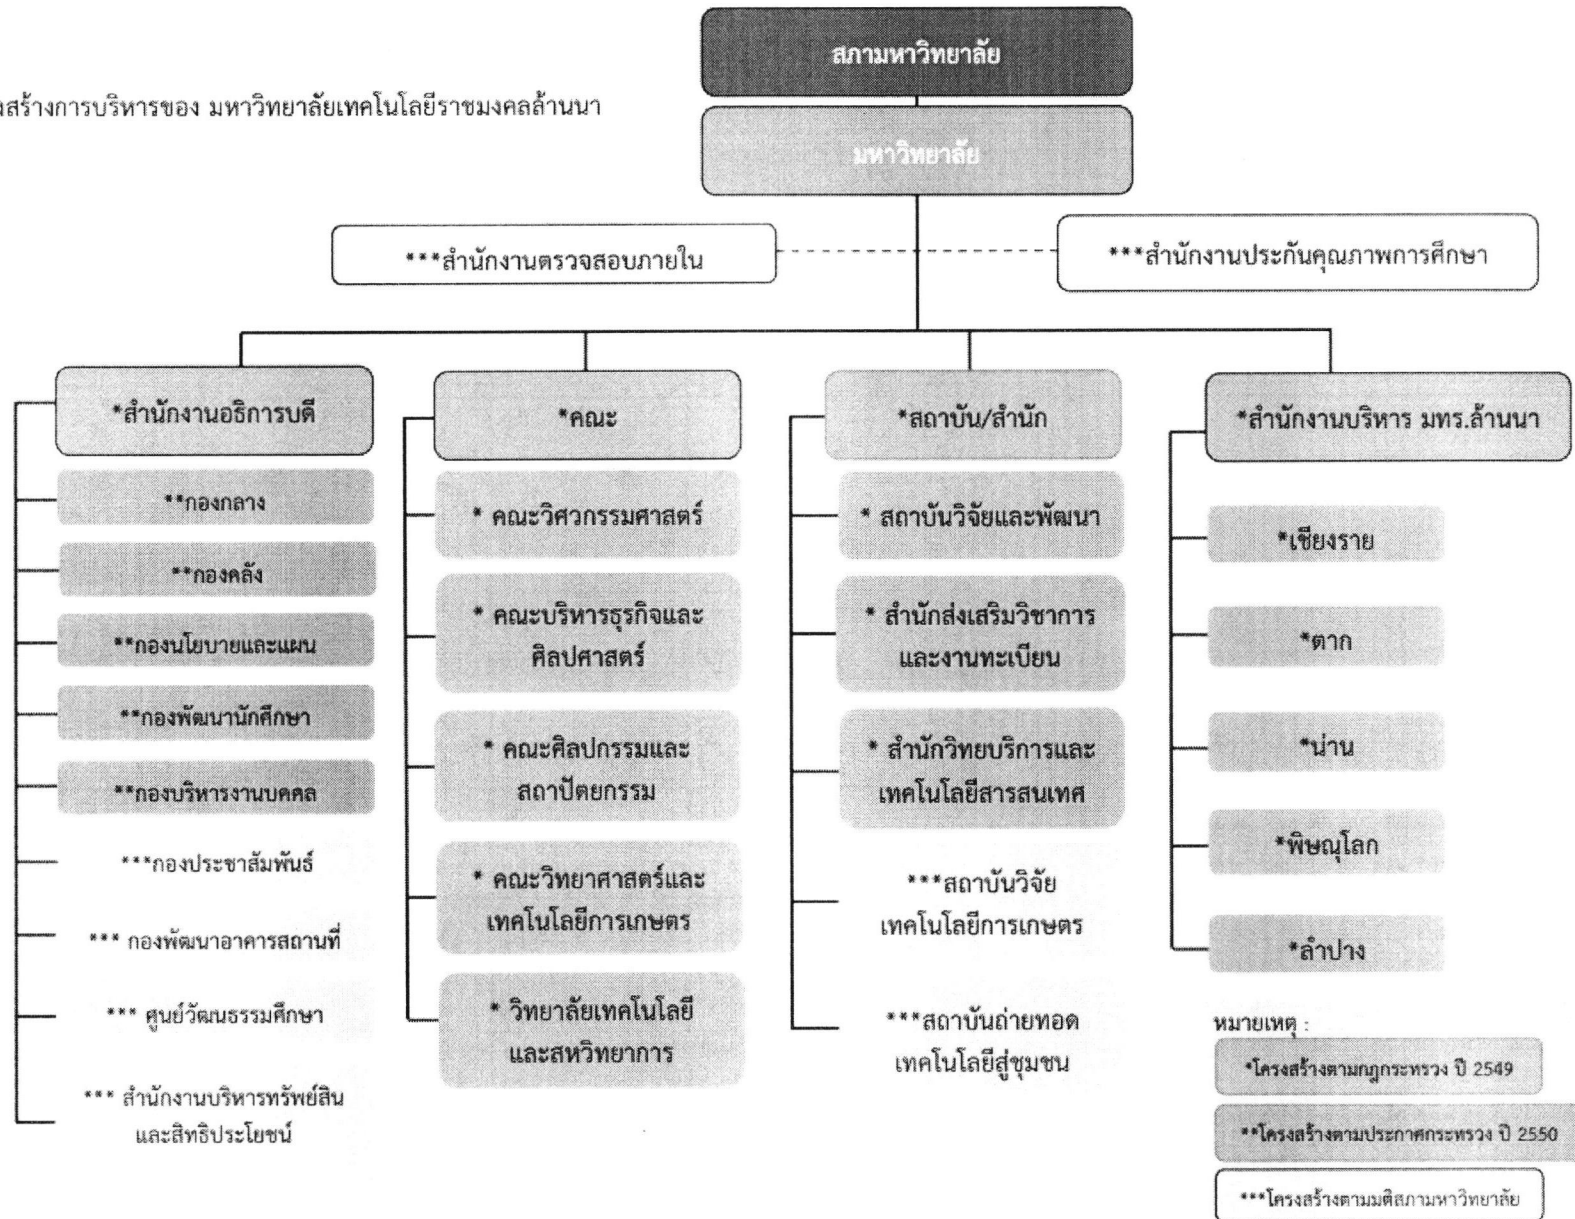 สภามหาวิทยาลัย
งสร้างการบริหารของ มหาวิทยาลัยเทคโนโลยีราชมงคลล้านนา
มหาวิทยาลัย
***สำนักงานตรวจสอบภายใน
***สำนักงานประกันคุณภาพการศึกษา
*สำนักงานอธิการบดี
**กองกลาง
**กองคลัง
**กองนโยบายและแผน
**กองพัฒนานักศึกษา
**กองบริหารงานบุคคล
***กองประชาสัมพันธ์
*** กองพัฒนาอาคารสถานที่
*** ศูนย์วัฒนธรรมศึกษา
*** สำนักงานบริหารทรัพย์สิน
และสิทธิประโยชน์
*คณะ
* คณะวิศวกรรมศาสตร์
* คณะบริหารธุรกิจและ
ศิลปศาสตร์
* คณะศิลปกรรมและ
สถาปัตยกรรม
* คณะวิทยาศาสตร์และ
เทคโนโลยีการเกษตร
* วิทยาลัยเทคโนโลยี
และสหวิทยาการ
*สถาบัน/สำนัก
* สถาบันวิจัยและพัฒนา
* สำนักส่งเสริมวิชาการ
และงานทะเบียน
* สำนักวิทยบริการและ
เทคโนโลยีสารสนเทศ
***สถาบันวิจัย
เทคโนโลยีการเกษตร
***สถาบันถ่ายทอด
เทคโนโลยีสู่ชุมชน
*สำนักงานบริหาร มทร.ล้านนา
*เชียงราย
*ตาก
*น่าน
*พิษณุโลก
*ลำปาง
หมายเหตุ :
*โครงสร้างตามกฎกระทรวง ปี 2549
**โครงสร้างตามประกาศกระทรวง ปี 2550
***โครงสร้างตามมติสภามหาวิทยาลัย